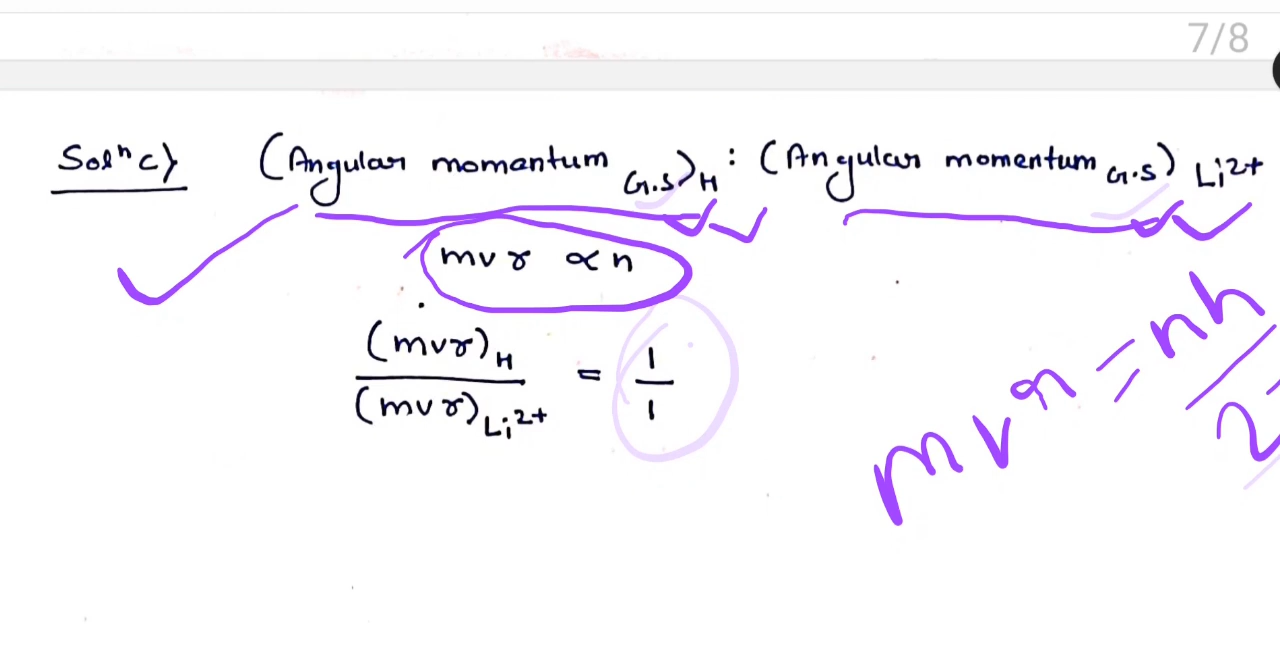 7/8
Solⁿ c) (Angular momentum G.S)H : (Angular momentum G.S) Li2+
mvr ∝ n
(mvr)H / (mvr)Li2+ = 1/1
mvr = nh/2